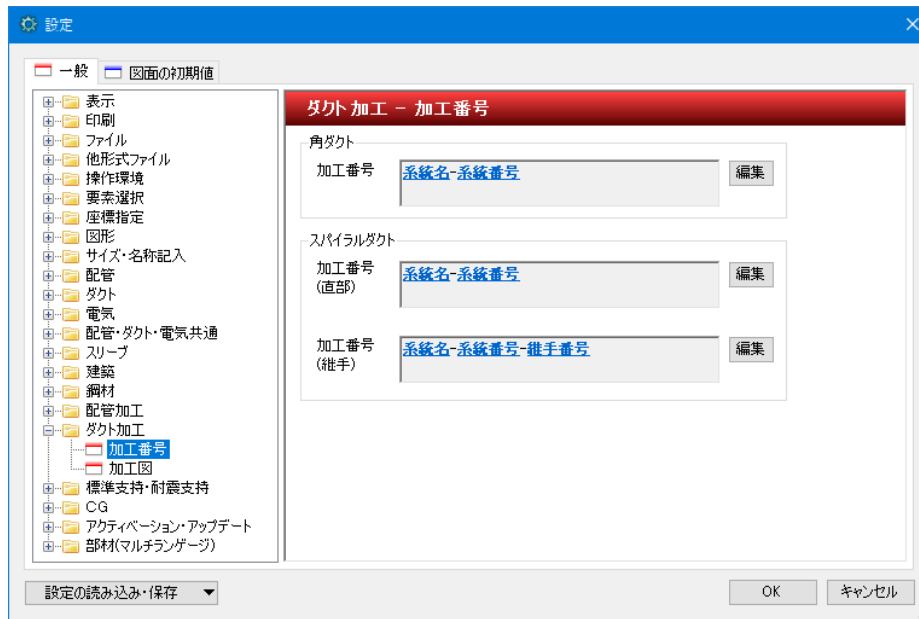 設定
一般
図面の初期値
表示
印刷
ファイル
他形式ファイル
操作環境
要素選択
座標指定
図形
サイズ・名称記入
配管
ダクト
電気
配管・ダクト・電気共通
スリーブ
建築
鋼材
配管加工
ダクト加工
加工番号
加工図
標準支持・耐震支持
CG
アクティベーション・アップデート
部材(マルチランゲージ)
ダクト加工 − 加工番号
角ダクト
加工番号
系統名-系統番号
編集
スパイラルダクト
加工番号
(直部)
系統名-系統番号
編集
加工番号
(継手)
系統名-系統番号-継手番号
編集
設定の読み込み・保存
OK
キャンセル